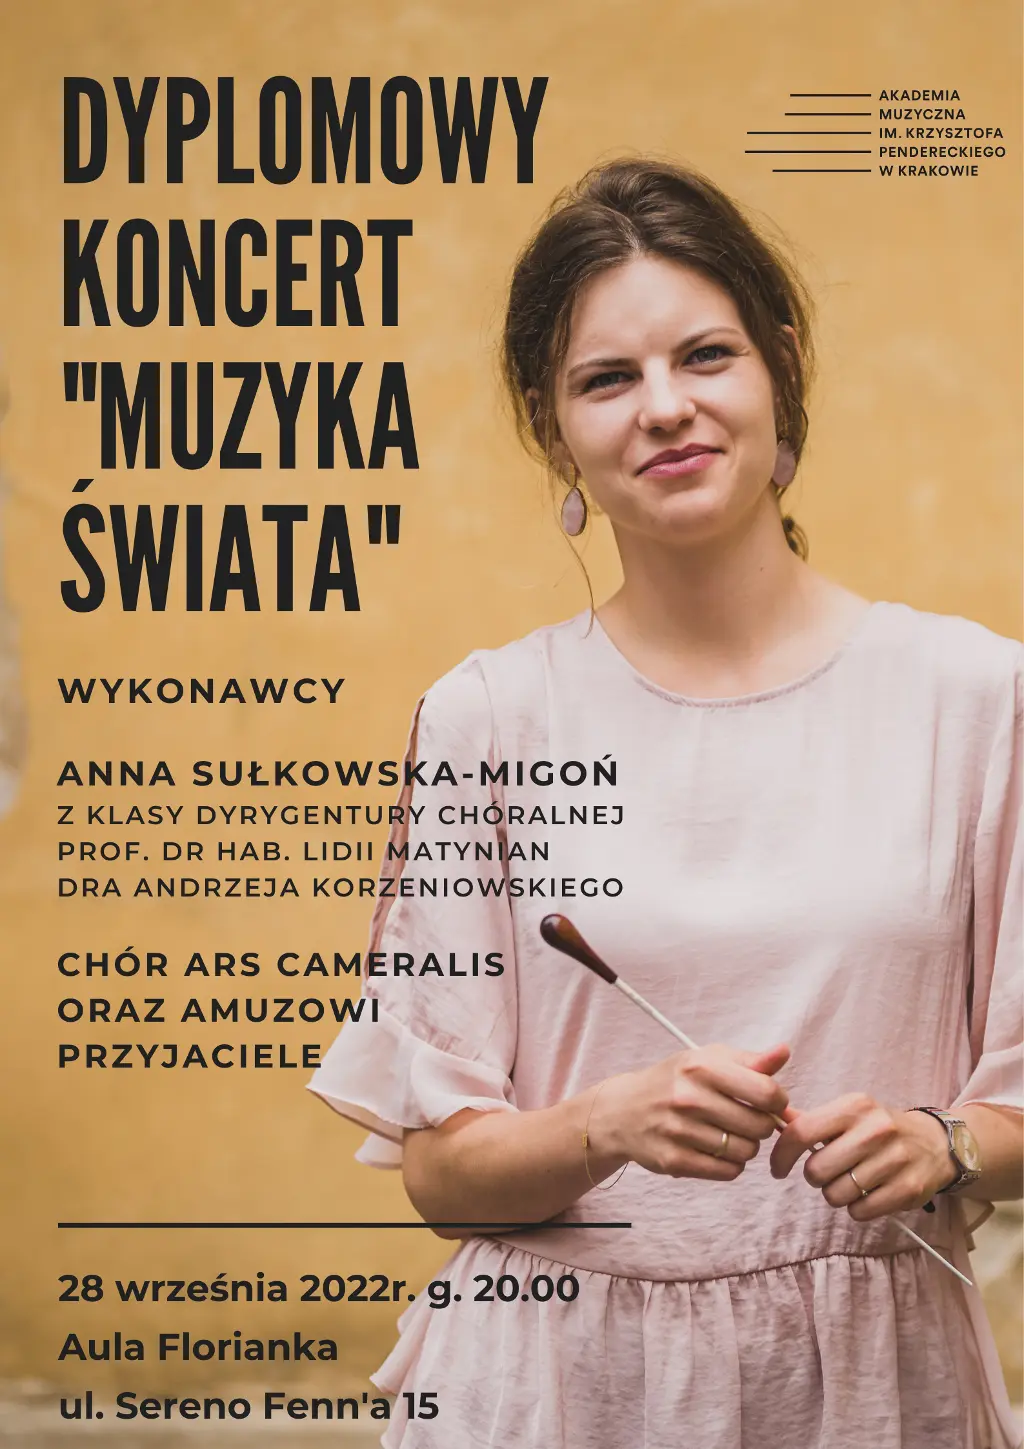 DYPLOMOWY
KONCERT
"MUZYKA
ŚWIATA"
AKADEMIA
MUZYCZNA
IM. KRZYSZTOFA
PENDERECKIEGO
W KRAKOWIE
WYKONAWCY
ANNA SUŁKOWSKA-MIGOŃ
Z KLASY DYRYGENTURY CHÓRALNEJ
PROF. DR HAB. LIDII MATYNIAN
DRA ANDRZEJA KORZENIOWSKIEGO
CHÓR ARS CAMERALIS
ORAZ AMUZOWI
PRZYJACIELE
28 września 2022r. g. 20.00
Aula Florianka
ul. Sereno Fenn'a 15